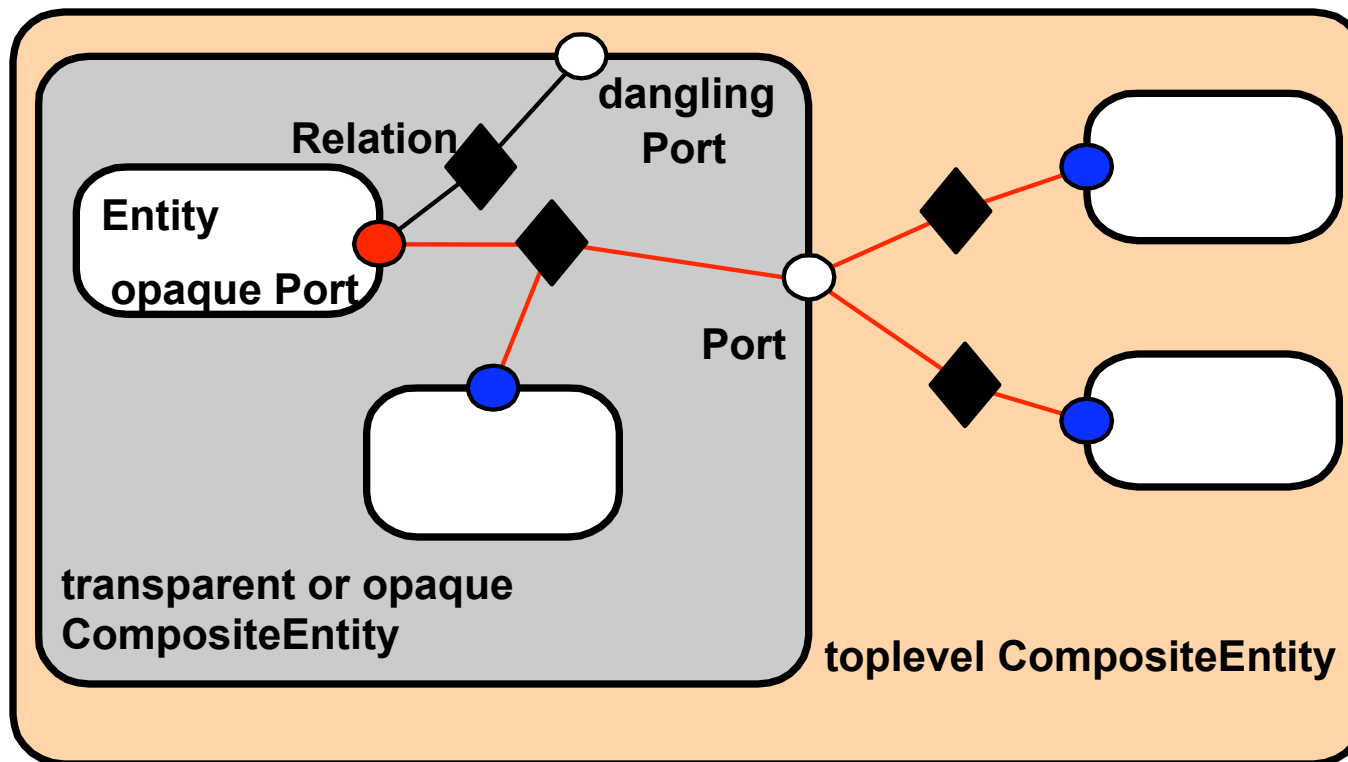 dangling
Port
Relation
Entity
opaque Port
Port
transparent or opaque
CompositeEntity
toplevel CompositeEntity